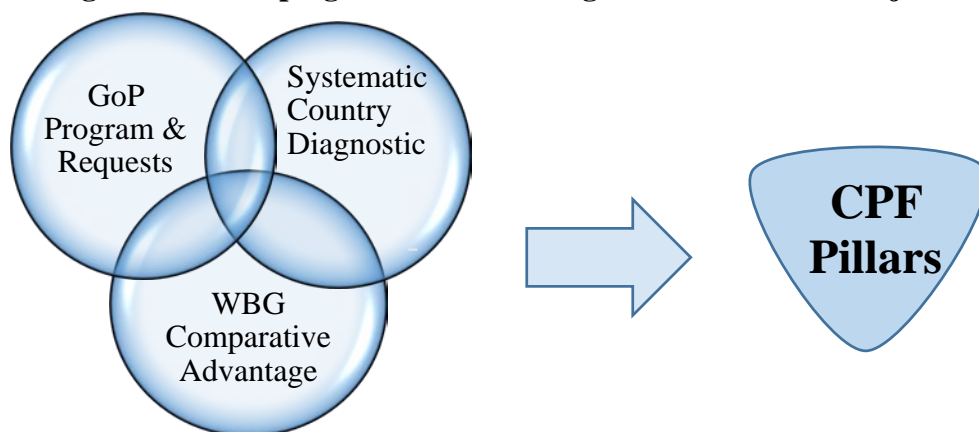 GoP
Program &
Requests
Systematic
Country
Diagnostic
WBG
Comparative
Advantage
CPF
Pillars